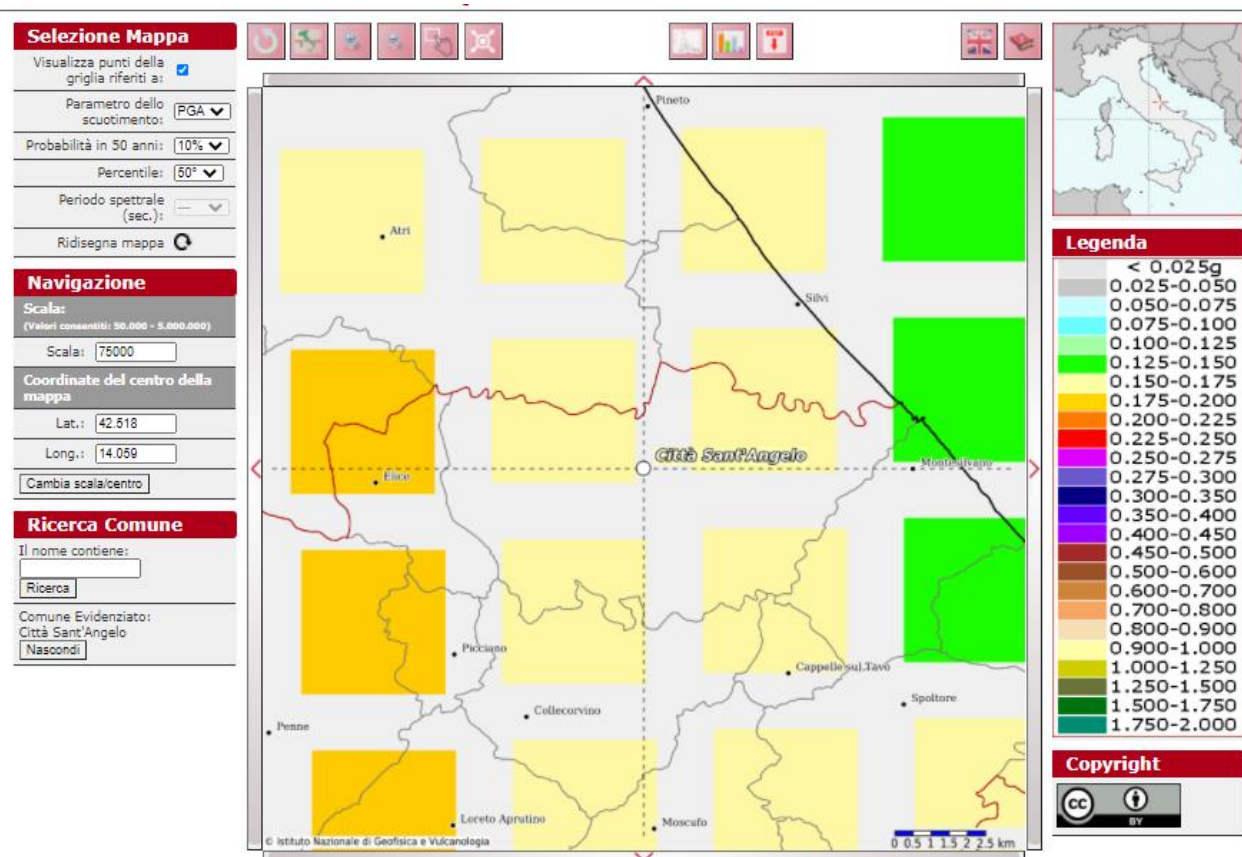 Selezione Mappa
Visualizza punti della
griglia riferiti a:
Parametro dello
scuotimento:
PGA
Probabilità in 50 anni:
10%
Percentile:
50°
Periodo spettrale
(sec.):
---
Ridisegna mappa
Navigazione
Scala:
(Valori consentiti: 50.000 - 5.000.000)
Scala:
75000
Coordinate del centro della
mappa
Lat.:
42.518
Long.:
14.059
Cambia scala/centro
Ricerca Comune
Il nome contiene:
Ricerca
Comune Evidenziato:
Città Sant'Angelo
Nascondi
Pineto
Atri
Silvi
Città Sant'Angelo
Elice
Montesilvano
Picciano
Cappelle sul Tavo
Collecorvino
Spoltore
Penne
Loreto Aprutino
Moscufo
© Istituto Nazionale di Geofisica e Vulcanologia
0 0.5 1 1.5 2 2.5 km
Legenda
< 0.025g
0.025-0.050
0.050-0.075
0.075-0.100
0.100-0.125
0.125-0.150
0.150-0.175
0.175-0.200
0.200-0.225
0.225-0.250
0.250-0.275
0.275-0.300
0.300-0.350
0.350-0.400
0.400-0.450
0.450-0.500
0.500-0.600
0.600-0.700
0.700-0.800
0.800-0.900
0.900-1.000
1.000-1.250
1.250-1.500
1.500-1.750
1.750-2.000
Copyright
cc
BY